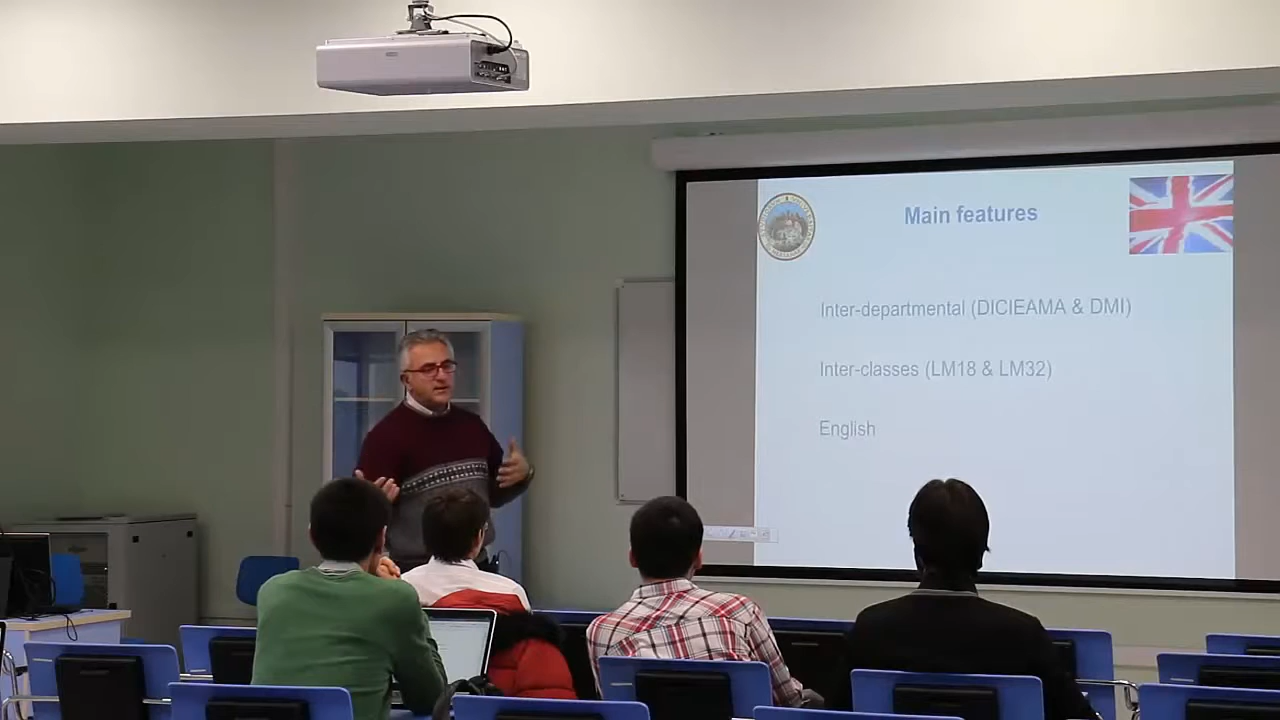 Main features
Inter-departmental (DICIEAMA & DMI)
Inter-classes (LM18 & LM32)
English